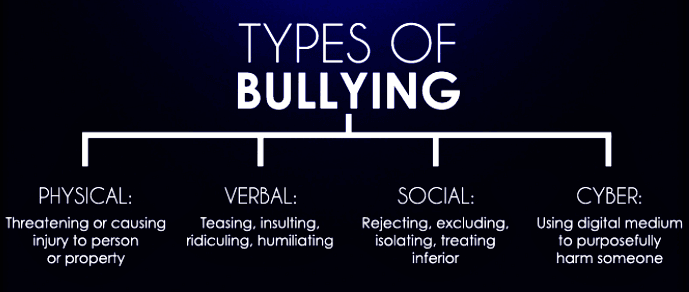 TYPES OF
BULLYING
PHYSICAL:
Threatening or causing
injury to person
or property
VERBAL:
Teasing, insulting,
ridiculing, humiliating
SOCIAL:
Rejecting, excluding,
isolating, treating
inferior
CYBER:
Using digital medium
to purposefully
harm someone